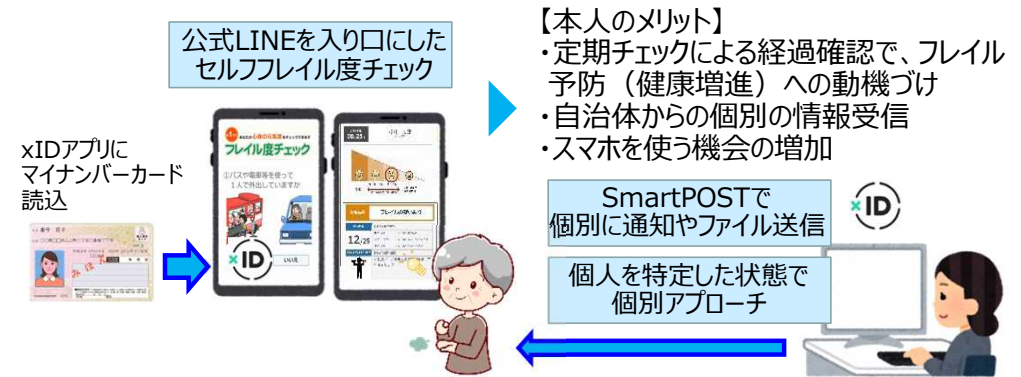 公式LINEを入り口にした
セルフフレイル度チェック
【本人のメリット】
・定期チェックによる経過確認で、フレイル
予防（健康増進）への動機づけ
・自治体からの個別の情報受信
・スマホを使う機会の増加
xIDアプリに
マイナンバーカード
読込
みほん
フレイル度チェック
①バスや電車等を使って
1人で外出していますか
×ID
いいえ
12/25
SmartPOSTで
個別に通知やファイル送信
×ID
個人を特定した状態で
個別アプローチ